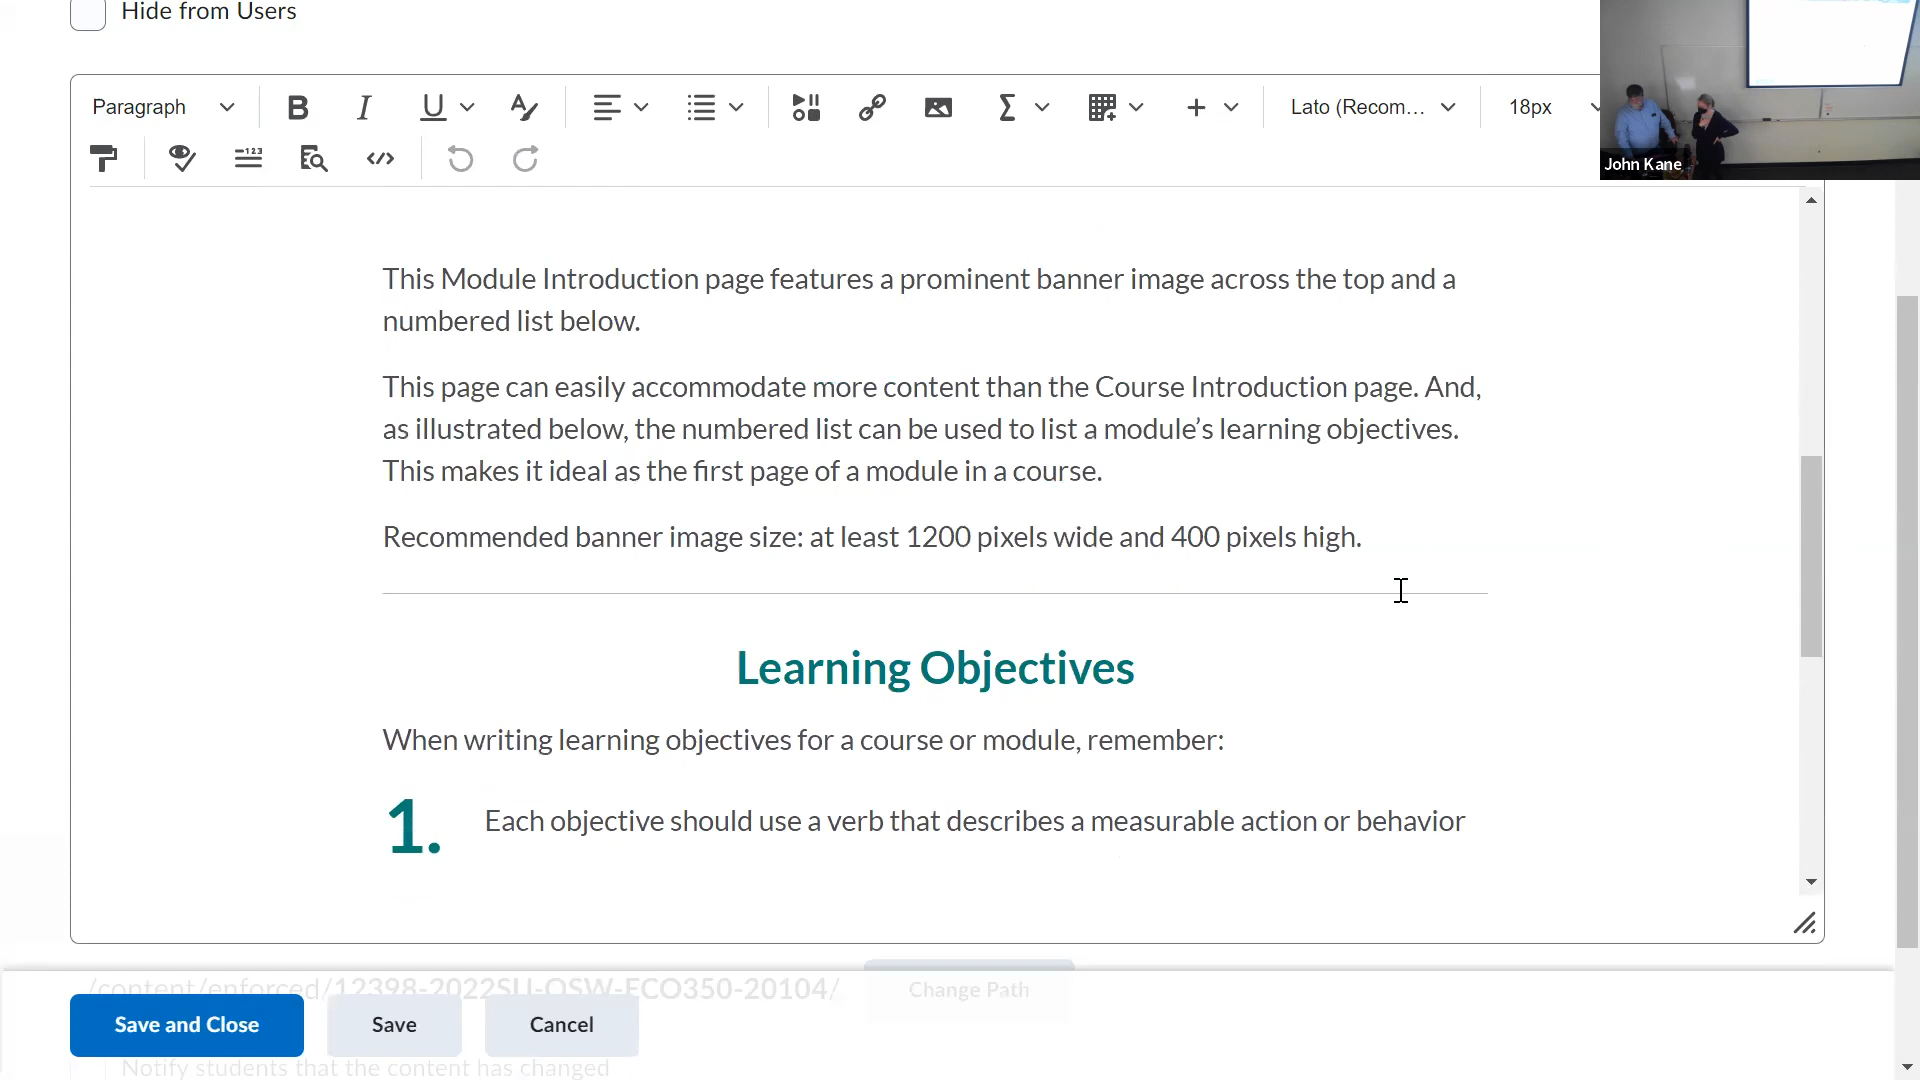 Hide from Users
Paragraph
Lato (Recom...
18px
John Kane
This Module Introduction page features a prominent banner image across the top and a
numbered list below.
This page can easily accommodate more content than the Course Introduction page. And,
as illustrated below, the numbered list can be used to list a module’s learning objectives.
This makes it ideal as the first page of a module in a course.
Recommended banner image size: at least 1200 pixels wide and 400 pixels high.
Learning Objectives
When writing learning objectives for a course or module, remember:
1. Each objective should use a verb that describes a measurable action or behavior
/content/enforced/12398-2022SU-OSW-ECO350-20104/
Change Path
Save and Close
Save
Cancel
Notify students that the content has changed